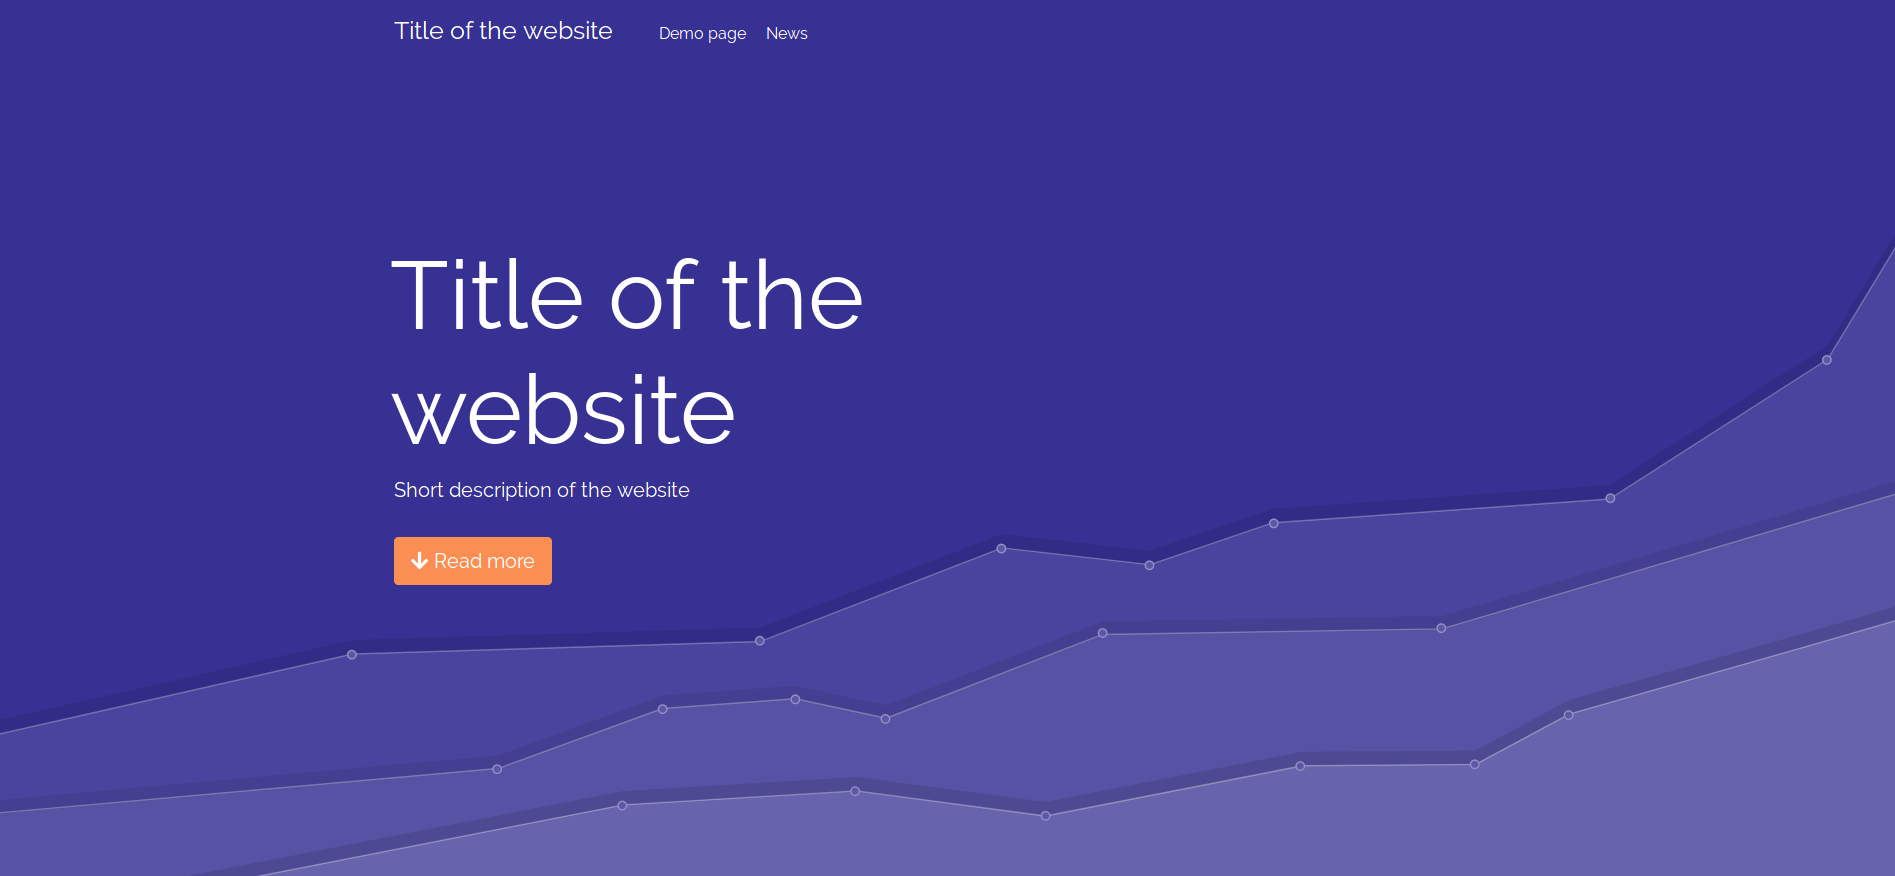 Title of the website
Demo page
News
Title of the
website
Short description of the website
Read more